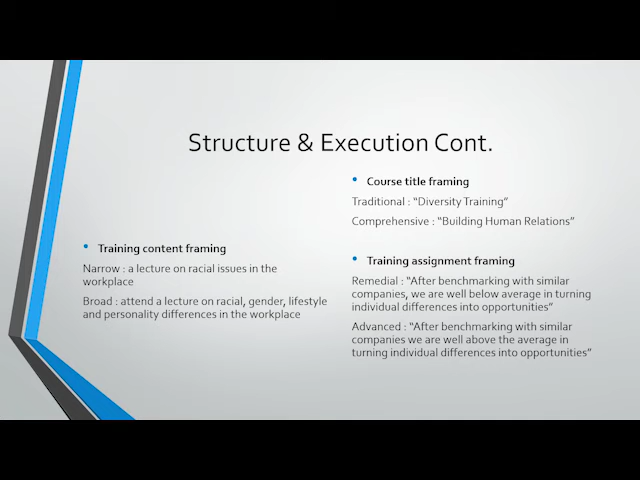 Structure & Execution Cont.
• Training content framing
Narrow : a lecture on racial issues in the
workplace
Broad : attend a lecture on racial, gender, lifestyle
and personality differences in the workplace
• Course title framing
Traditional : “Diversity Training”
Comprehensive : “Building Human Relations”
• Training assignment framing
Remedial : “After benchmarking with similar
companies, we are well below average in turning
individual differences into opportunities”
Advanced : “After benchmarking with similar
companies we are well above the average in
turning individual differences into opportunities”